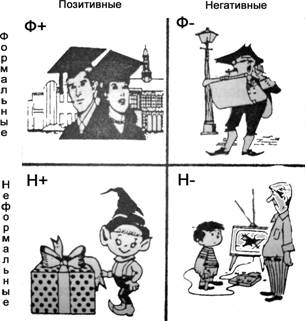 Позитивные Негативные
Формальные
Ф+ Ф-
Неформальные
Н+ Н-